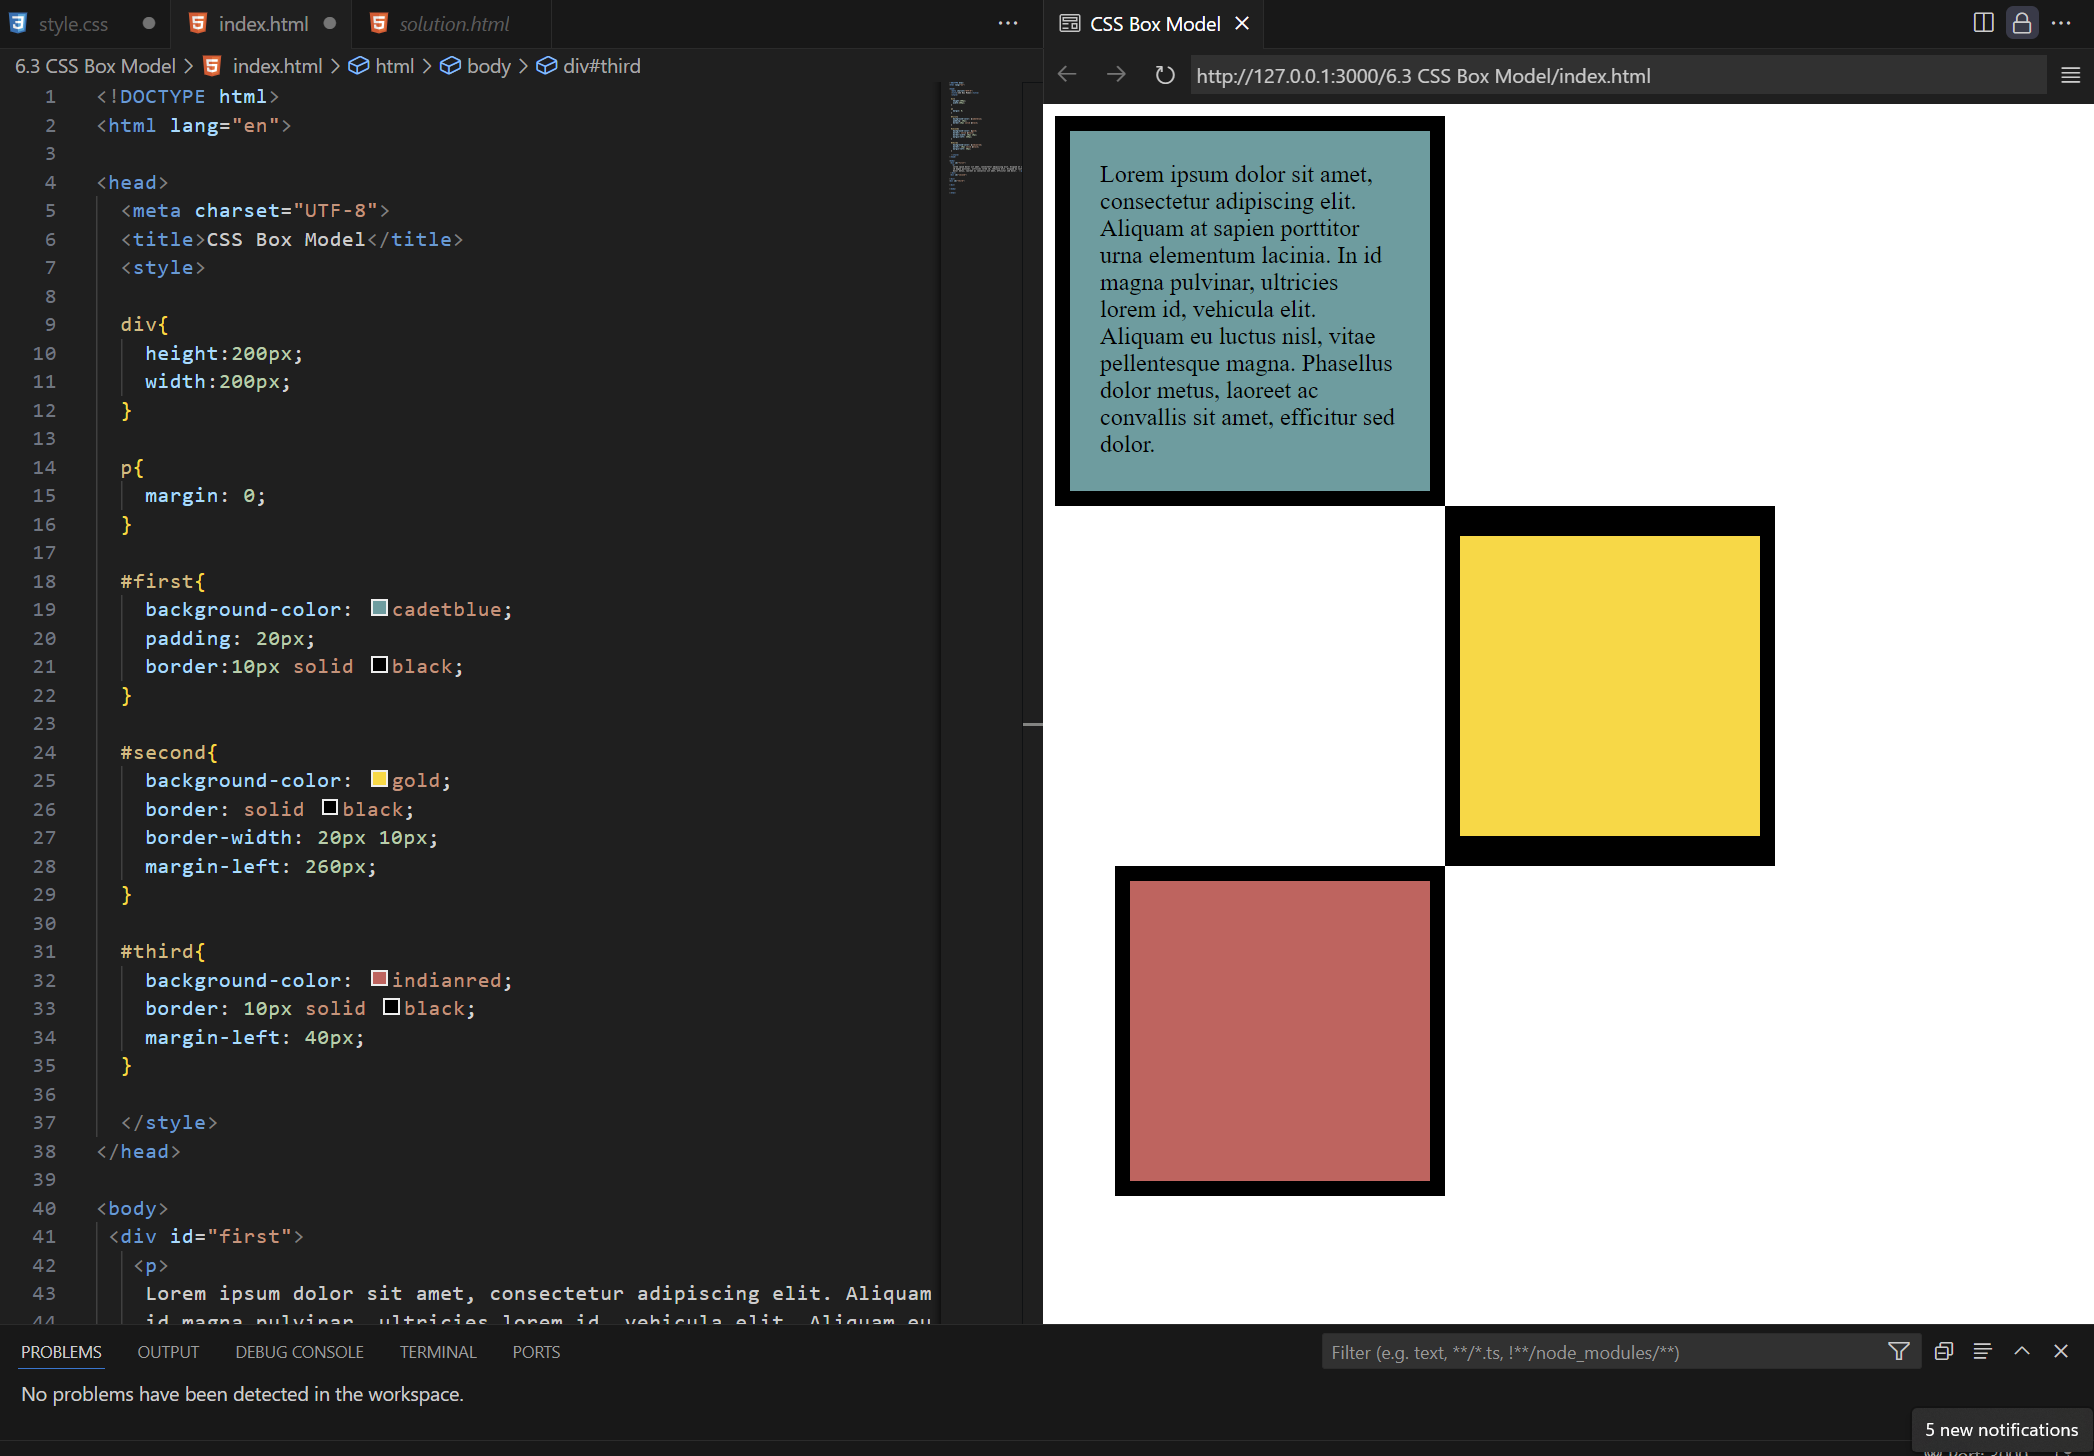 style.css
index.html
solution.html
6.3 CSS Box Model > index.html > html > body > div#third
1 <!DOCTYPE html>
2 <html lang="en">
3
4 <head>
5 <meta charset="UTF-8">
6 <title>CSS Box Model</title>
7 <style>
8
9 div{
10 height:200px;
11 width:200px;
12 }
13
14 p{
15 margin: 0;
16 }
17
18 #first{
19 background-color: cadetblue;
20 padding: 20px;
21 border:10px solid black;
22 }
23
24 #second{
25 background-color: gold;
26 border: solid black;
27 border-width: 20px 10px;
28 margin-left: 260px;
29 }
30
31 #third{
32 background-color: indianred;
33 border: 10px solid black;
34 margin-left: 40px;
35 }
36
37 </style>
38 </head>
39
40 <body>
41 <div id="first">
42 <p>
43 Lorem ipsum dolor sit amet, consectetur adipiscing elit. Aliquam
44 id magna pulvinar, ultricies lorem id, vehicula elit. Aliquam eu
CSS Box Model
http://127.0.0.1:3000/6.3 CSS Box Model/index.html
Lorem ipsum dolor sit amet,
consectetur adipiscing elit.
Aliquam at sapien porttitor
urna elementum lacinia. In id
magna pulvinar, ultricies
lorem id, vehicula elit.
Aliquam eu luctus nisl, vitae
pellentesque magna. Phasellus
dolor metus, laoreet ac
convallis sit amet, efficitur sed
dolor.
PROBLEMS OUTPUT DEBUG CONSOLE TERMINAL PORTS
Filter (e.g. text, **/*.ts, !**/node_modules/**)
No problems have been detected in the workspace.
5 new notifications